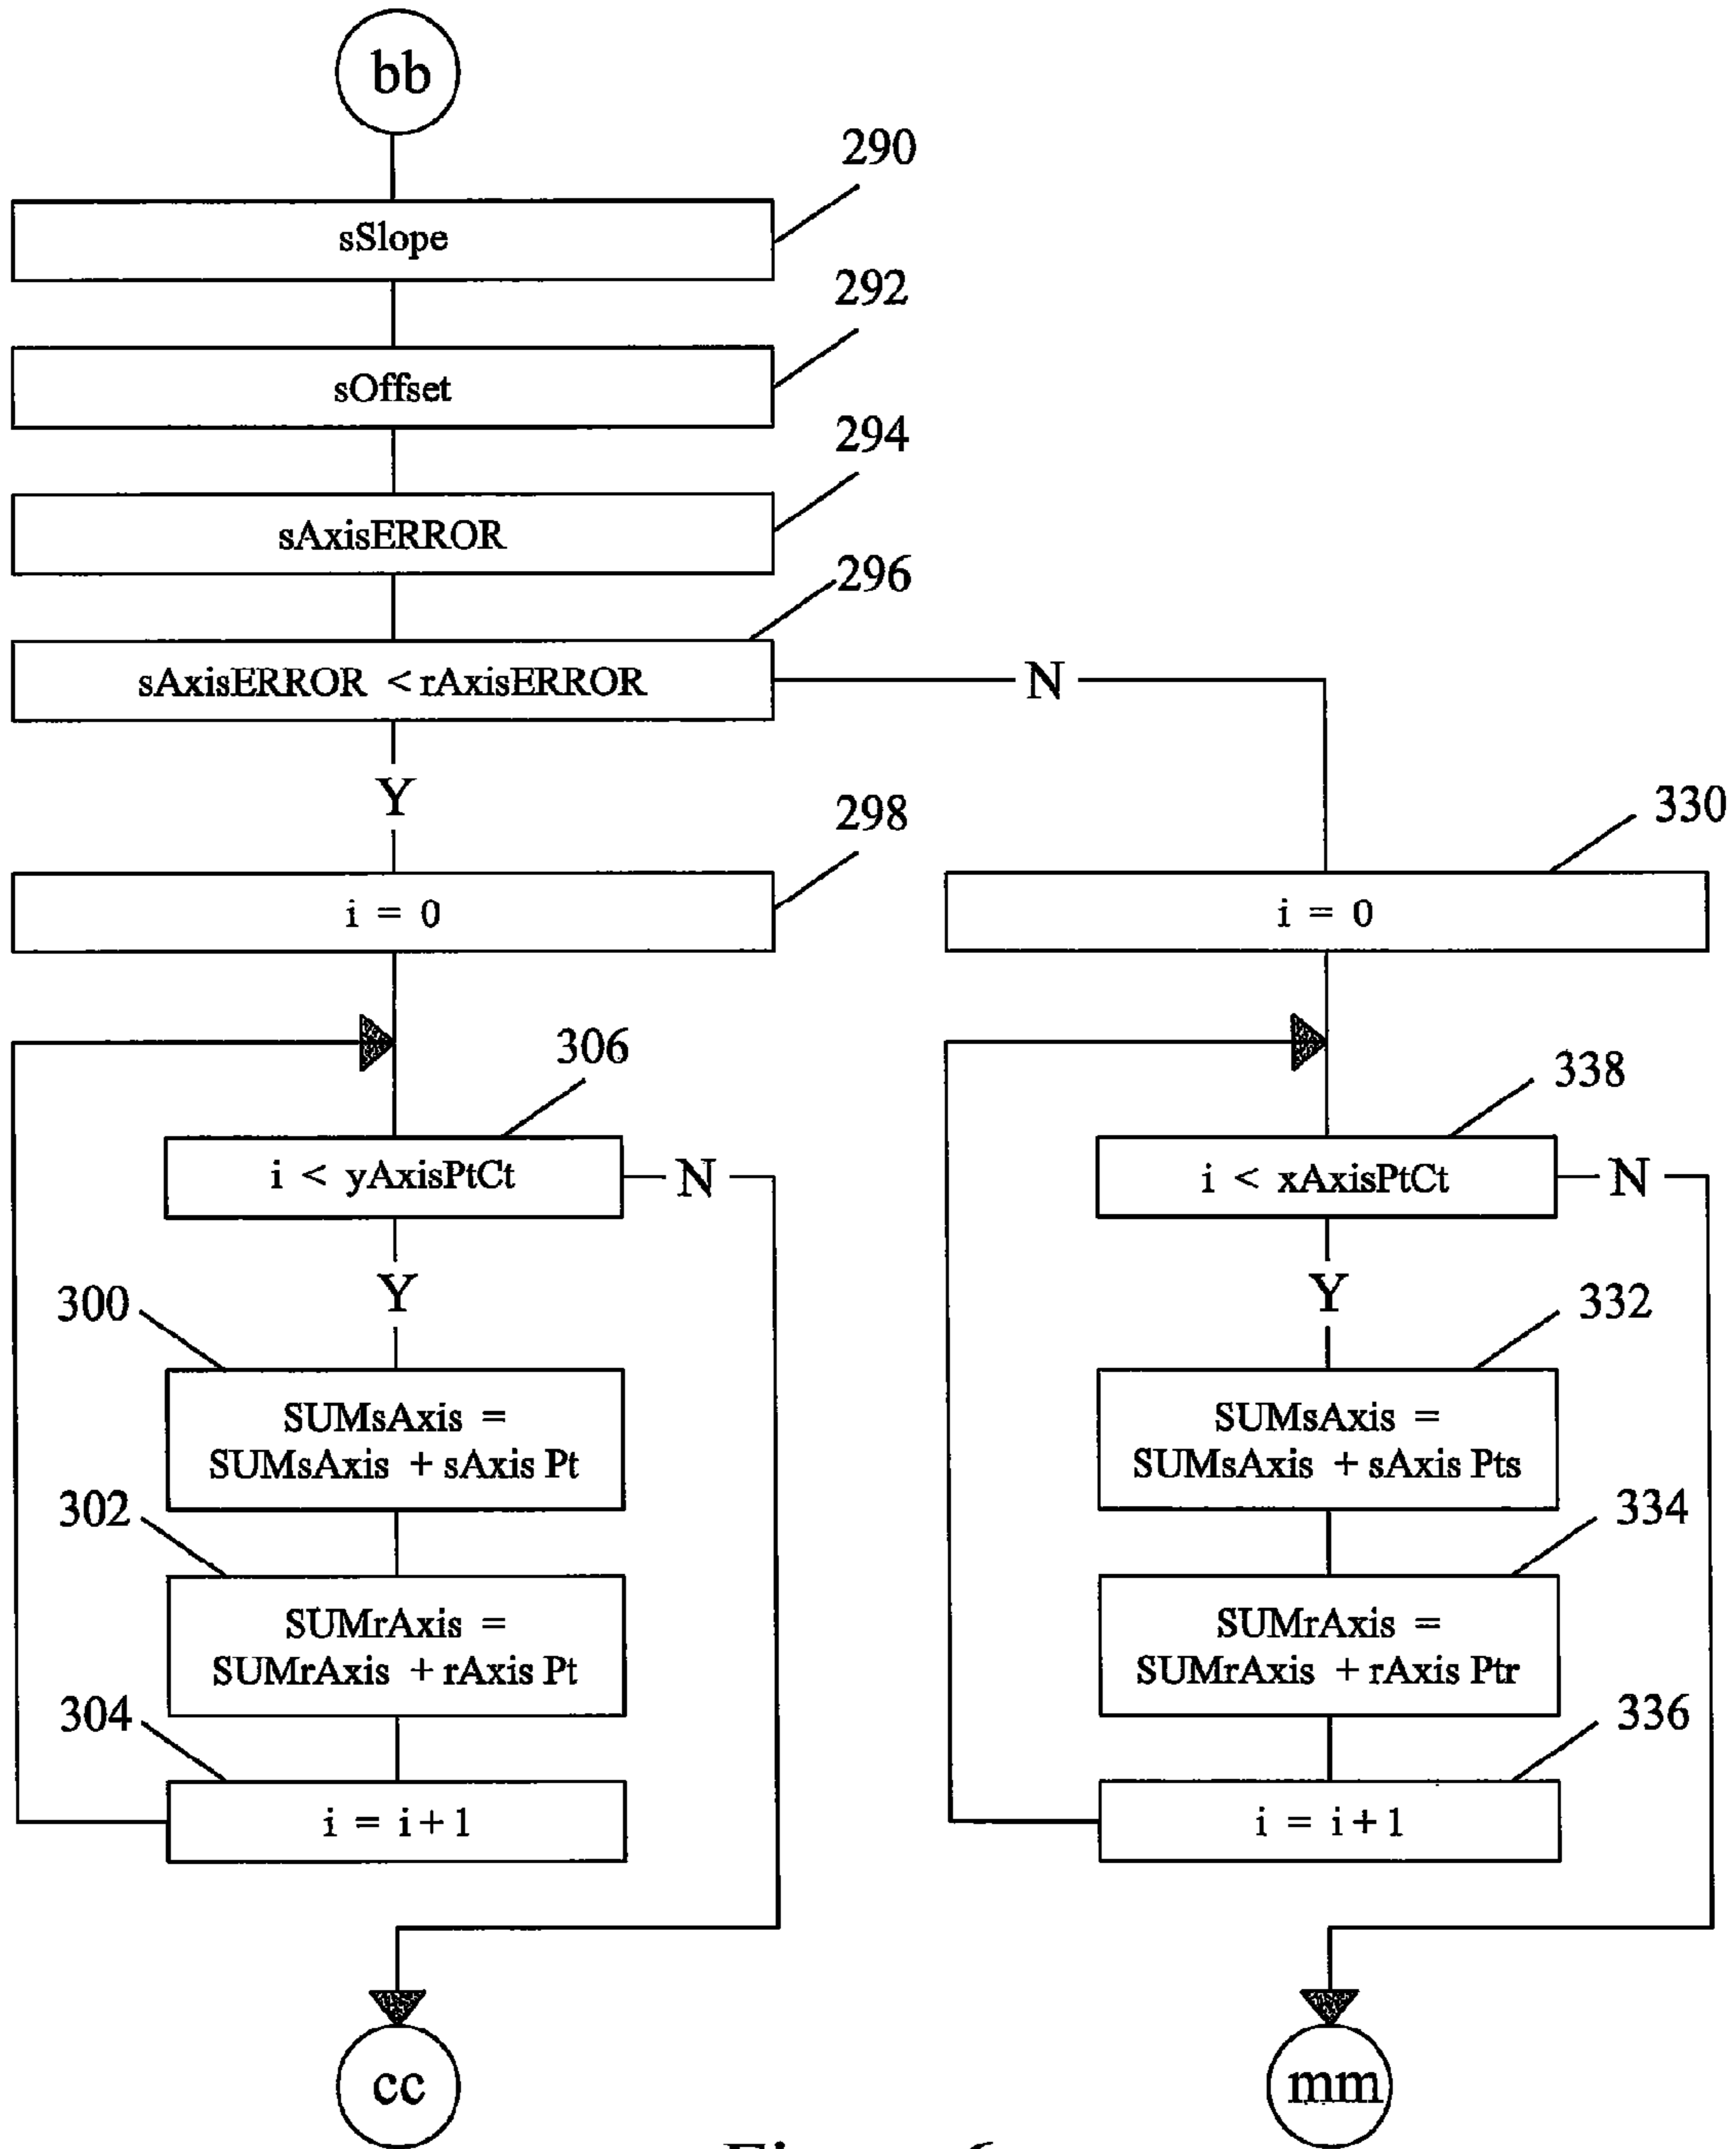 bb
290
sSlope
292
sOffset
294
sAxisERROR
296
sAxisERROR < rAxisERROR
N
Y
298
i = 0
330
i = 0
306
i < yAxisPtCt
N
338
i < xAxisPtCt
N
Y
Y
300
SUMsAxis =
SUMsAxis + sAxis Pt
332
SUMsAxis =
SUMsAxis + sAxis Pts
302
SUMrAxis =
SUMrAxis + rAxis Pt
334
SUMrAxis =
SUMrAxis + rAxis Ptr
304
i = i+1
336
i = i+1
cc
mm